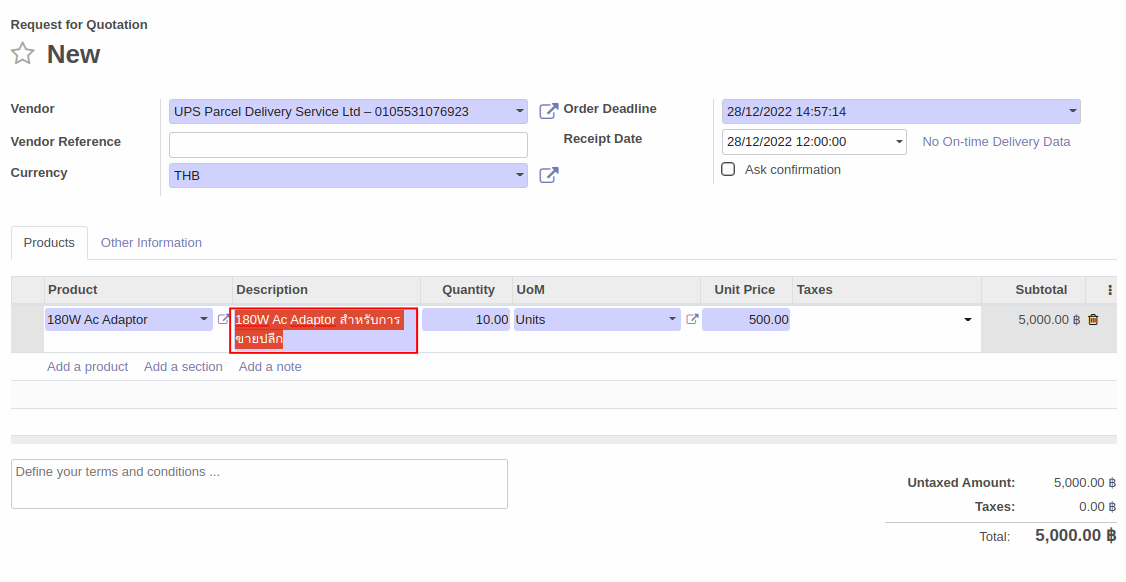 Request for Quotation
New
Vendor
UPS Parcel Delivery Service Ltd – 0105531076923
Order Deadline
28/12/2022 14:57:14
Vendor Reference
Receipt Date
28/12/2022 12:00:00
No On-time Delivery Data
Currency
THB
Ask confirmation
Products
Other Information
Product Description Quantity UoM Unit Price Taxes Subtotal
180W Ac Adaptor
180W Ac Adaptor สำหรับการ
ขายปลีก
10.00 Units 500.00 5,000.00 ฿
Add a product Add a section Add a note
Define your terms and conditions ...
Untaxed Amount: 5,000.00 ฿
Taxes: 0.00 ฿
Total: 5,000.00 ฿